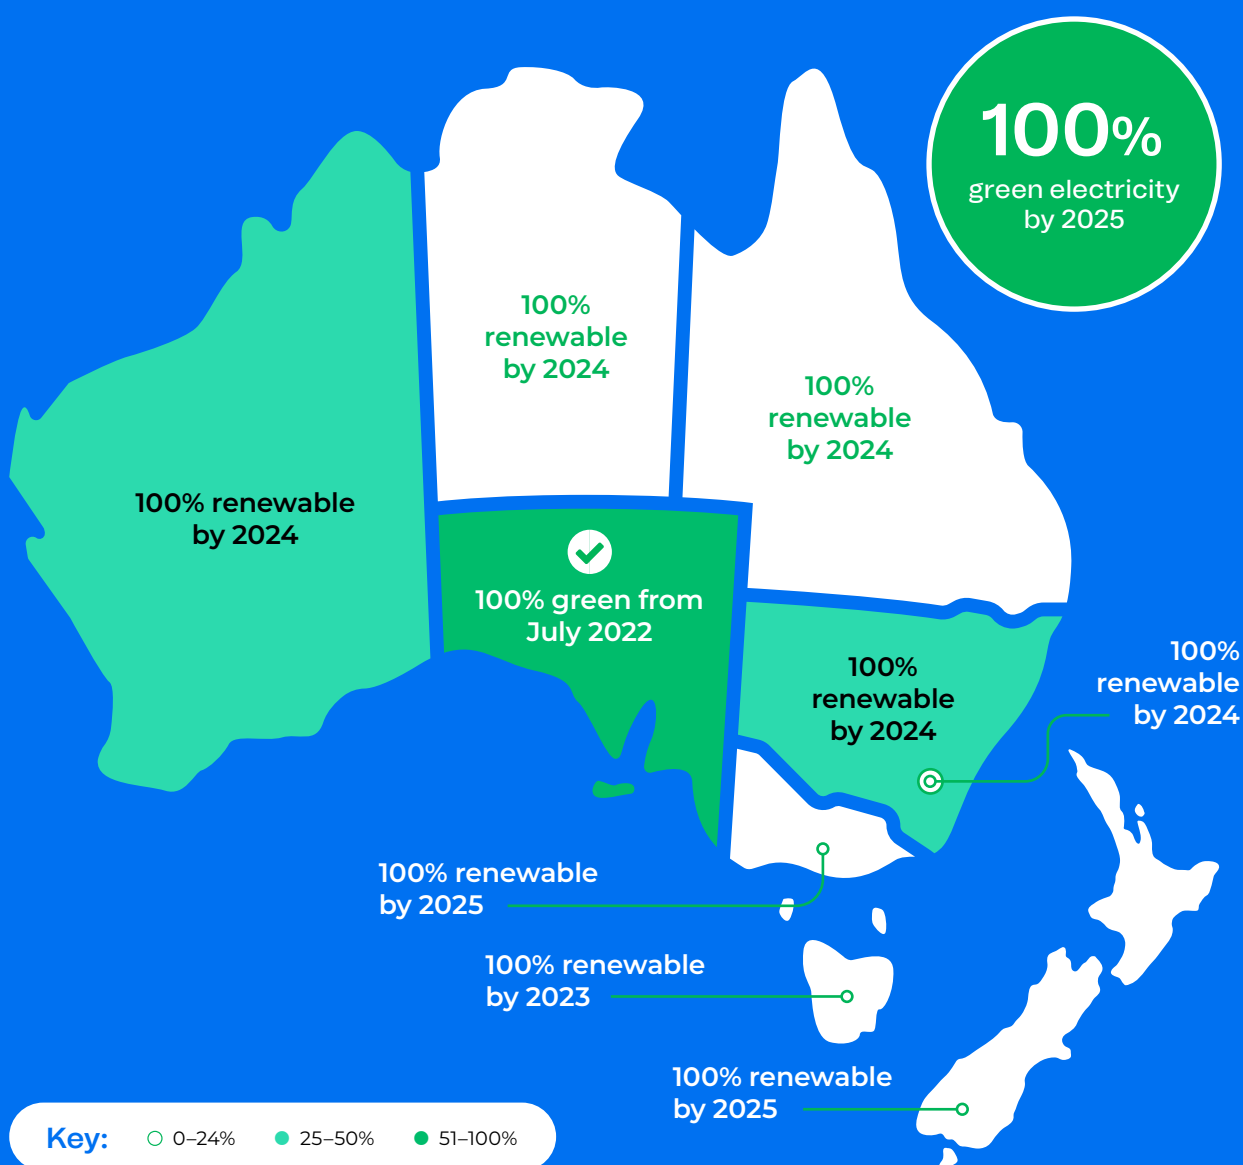 100%
green electricity
by 2025
100%
renewable
by 2024
100%
renewable
by 2024
100% renewable
by 2024
100% green from
July 2022
100%
renewable
by 2024
100%
renewable
by 2024
100% renewable
by 2025
100% renewable
by 2023
100% renewable
by 2025
Key: 0–24% 25–50% 51–100%